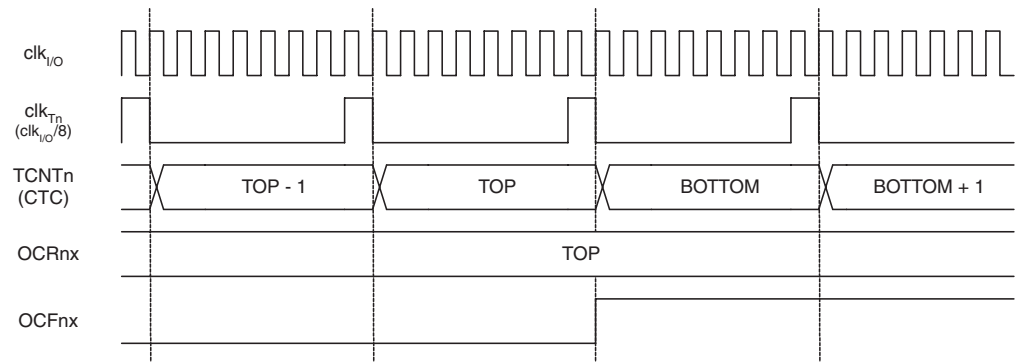 clkI/O
clkTn
(clkI/O/8)
TCNTn
(CTC)
TOP - 1
TOP
BOTTOM
BOTTOM + 1
OCRnx
TOP
OCFnx